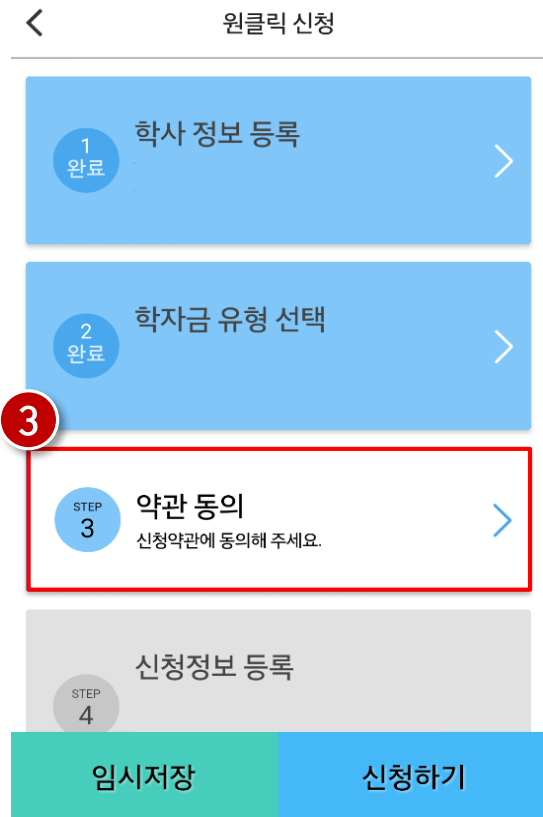 원클릭 신청
1
완료
학사 정보 등록
2
완료
학자금 유형 선택
3
STEP
3
약관 동의
신청약관에 동의해 주세요.
신청정보 등록
STEP
4
임시저장
신청하기